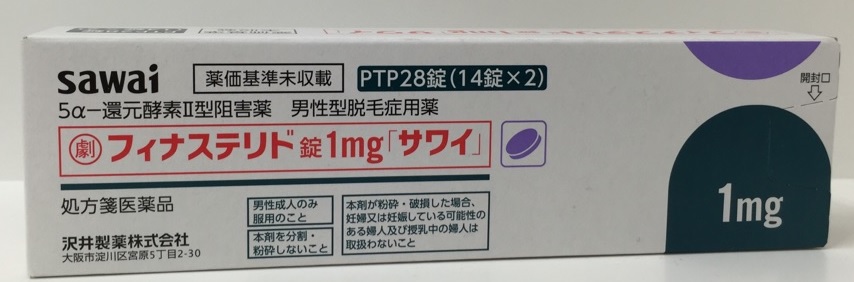 sawai
薬価基準未収載
PTP28錠(14錠×2)
5α-還元酵素II型阻害薬 男性型脱毛症用薬
劇 フィナステリド錠1mg「サワイ」
開封口
1mg
処方箋医薬品
男性成人のみ
服用のこと
本剤を分割・
粉砕しないこと
本剤が粉砕・破損した場合、
妊婦又は妊娠している可能性の
ある婦人及び授乳中の婦人は
取扱わないこと
沢井製薬株式会社
大阪市淀川区宮原5丁目2-30